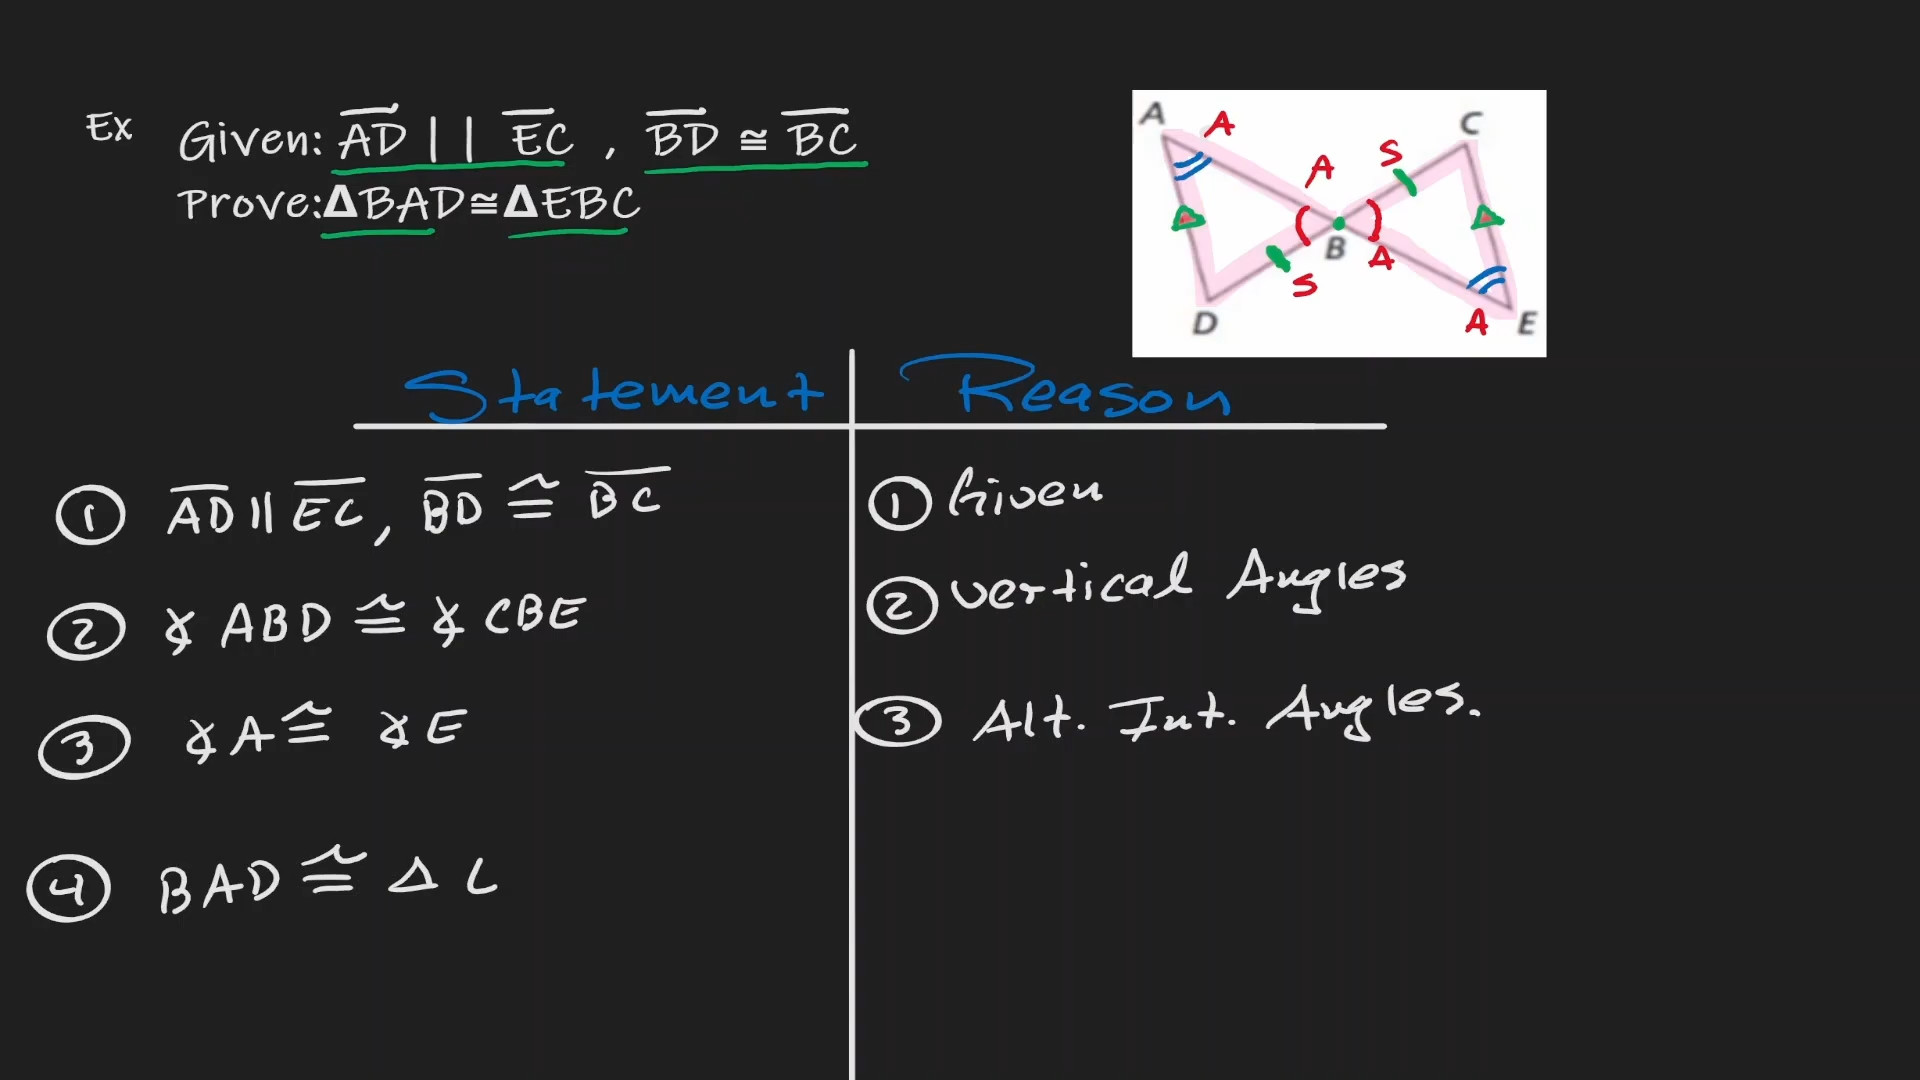 Ex Given: AD || EC , BD ≅ BC
Prove: ΔBAD≅ΔEBC
A A A S C
S B A A E
D
Statement Reason
① AD || EC, BD ≅ BC
① Given
② ∡ ABD ≅ ∡ CBE
② Vertical Angles
③ ∡A ≅ ∡E
③ Alt. Int. Angles.
④ BAD ≅ Δ L